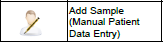 Add Sample
(Manual Patient
Data Entry)